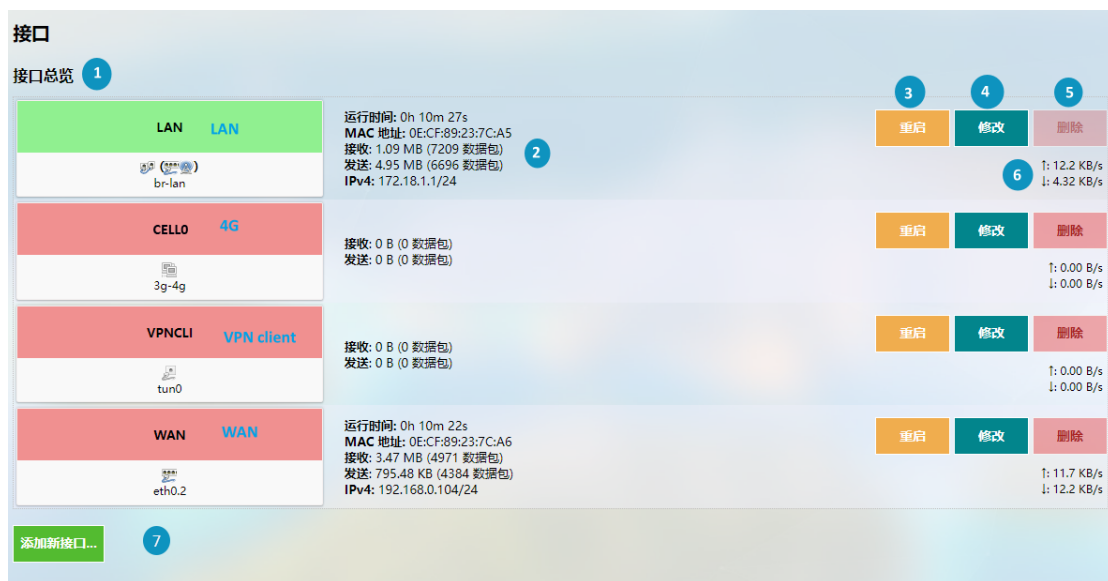 接口
接口总览 1
3 4 5
LAN LAN
br-lan
运行时间: 0h 10m 27s
MAC 地址: 0E:CF:89:23:7C:A5
接收: 1.09 MB (7209 数据包)
发送: 4.95 MB (6696 数据包)
IPv4: 172.18.1.1/24
2
重启 修改 删除
6
↑: 12.2 KB/s
↓: 4.32 KB/s
CELL0 4G
3g-4g
接收: 0 B (0 数据包)
发送: 0 B (0 数据包)
重启 修改 删除
↑: 0.00 B/s
↓: 0.00 B/s
VPNCLI VPN client
tun0
接收: 0 B (0 数据包)
发送: 0 B (0 数据包)
重启 修改 删除
↑: 0.00 B/s
↓: 0.00 B/s
WAN WAN
eth0.2
运行时间: 0h 10m 22s
MAC 地址: 0E:CF:89:23:7C:A6
接收: 3.47 MB (4971 数据包)
发送: 795.48 KB (4384 数据包)
IPv4: 192.168.0.104/24
重启 修改 删除
↑: 11.7 KB/s
↓: 12.2 KB/s
添加新接口... 7